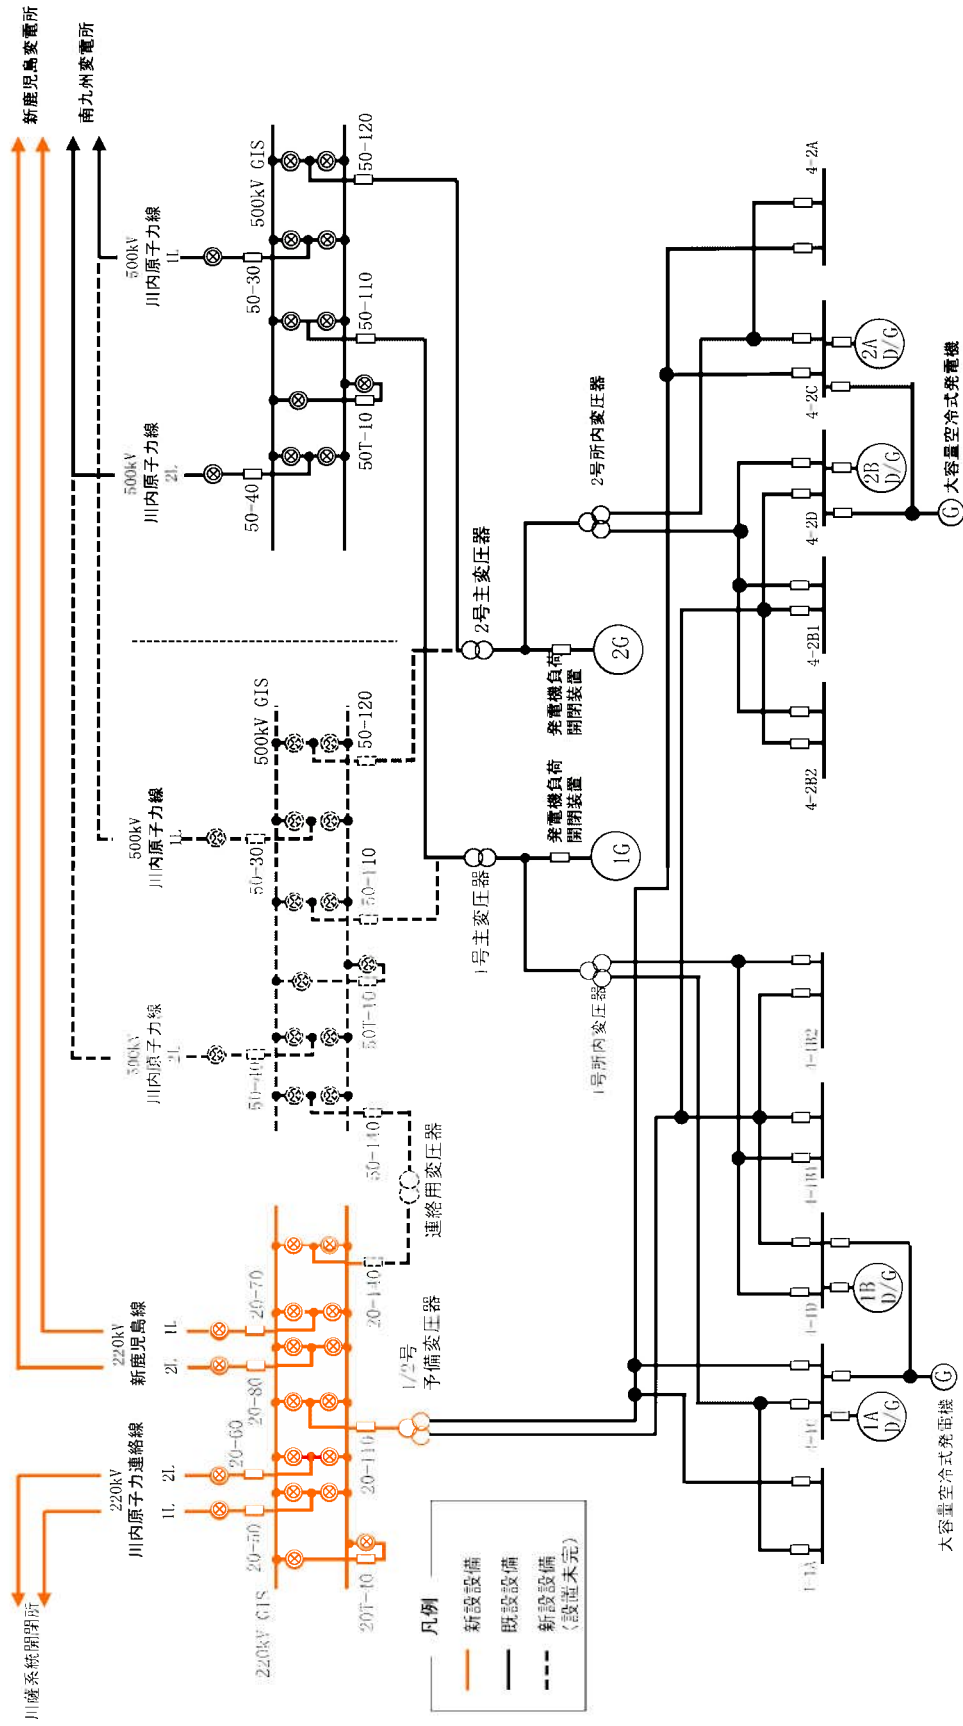 川薩系統開閉所
新鹿児島変電所
南九州変電所
220kV
川内原子力連絡線
1L
2L
220kV
新鹿児島線
2L
1L
500kV
川内原子力線
2L
500kV
川内原子力線
1L
500kV
川内原子力線
2L
500kV
川内原子力線
1L
220kV GIS
20-50
20-60
20-80
20-70
20T-10
20-110
20-140
50-40
50-30
500kV GIS
50-140
50T-10
50-110
50-120
50-40
50-30
500kV GIS
50T-10
50-110
50-120
1/2号
予備変圧器
連絡用変圧器
1号主変圧器
2号主変圧器
発電機負荷
開閉装置
1G
発電機負荷
開閉装置
2G
1号所内変圧器
2号所内変圧器
凡例
新設設備
既設設備
新設設備
(設置未完)
4-1A
4-1C
4-1D
4-1B1
4-1B2
4-2B2
4-2B1
4-2D
4-2C
4-2A
1A
D/G
1B
D/G
2B
D/G
2A
D/G
G
大容量空冷式発電機
G
大容量空冷式発電機